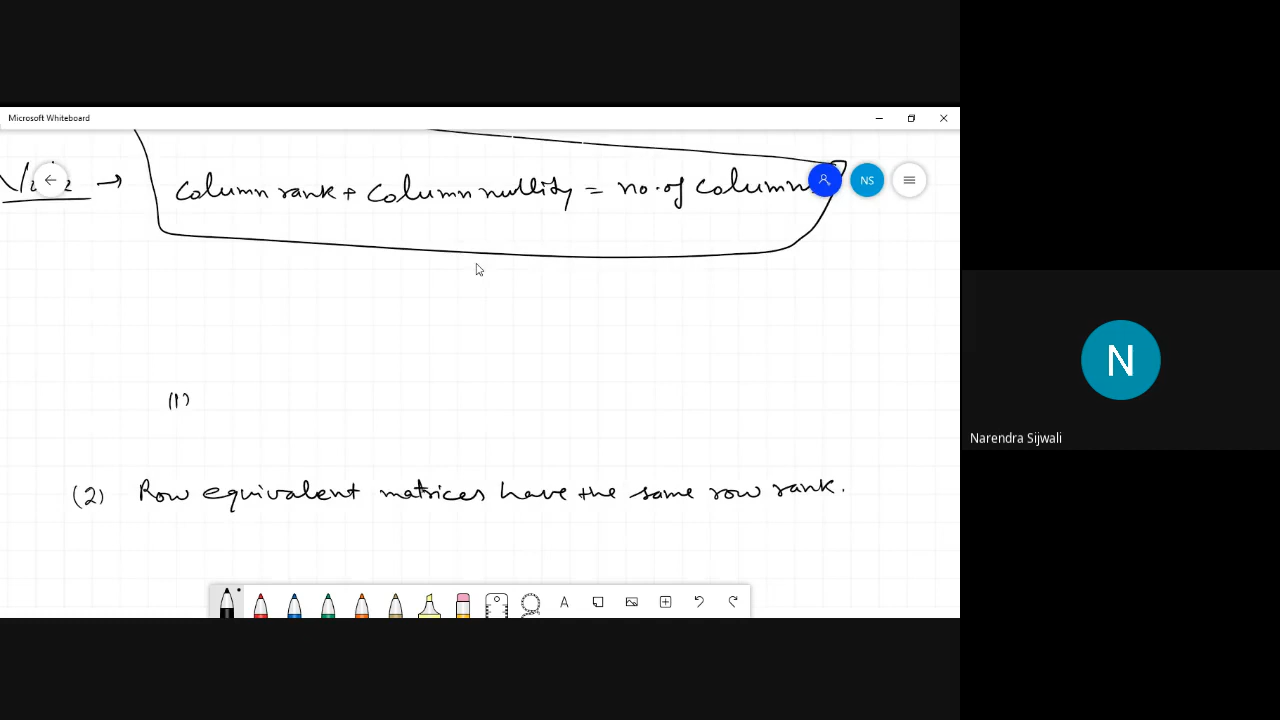 Microsoft Whiteboard
→ Column rank + Column nullity = no. of Column
NS
N
Narendra Sijwali
(1)
(2) Row equivalent matrices have the same row rank.
A